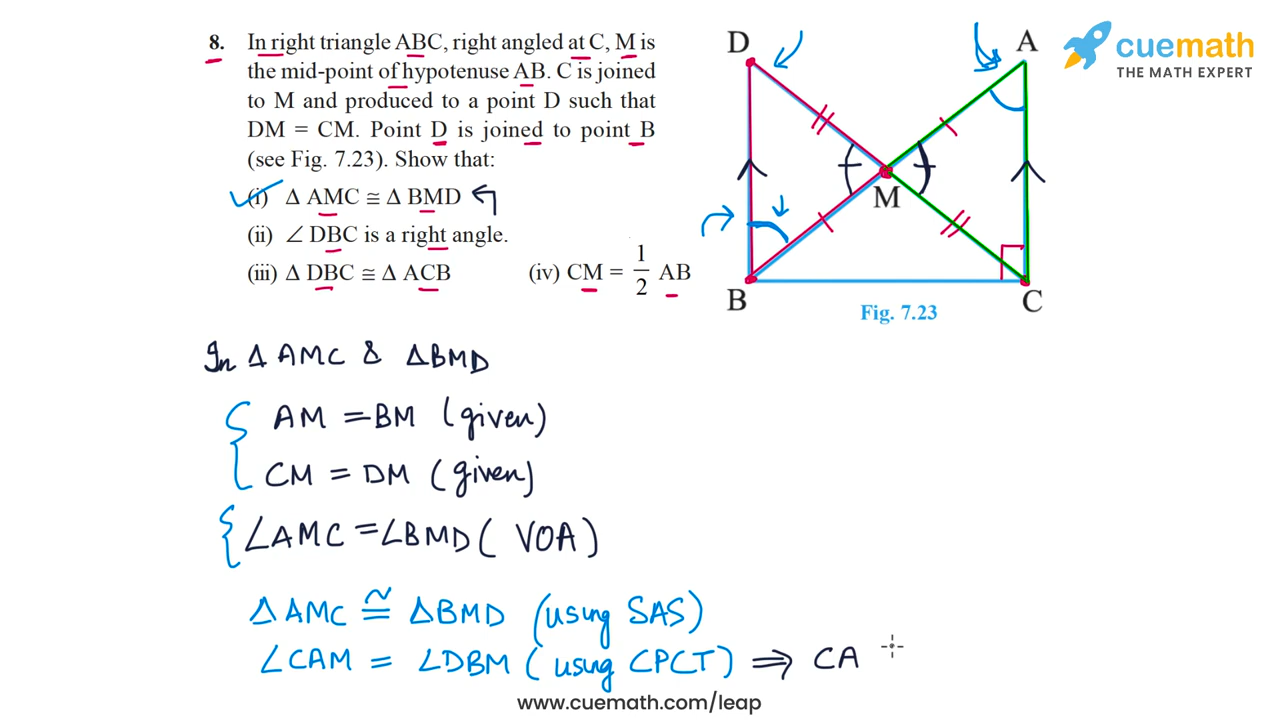 8. In right triangle ABC, right angled at C, M is
the mid-point of hypotenuse AB. C is joined
to M and produced to a point D such that
DM = CM. Point D is joined to point B
(see Fig. 7.23). Show that:
(i) Δ AMC ≅ Δ BMD
(ii) ∠ DBC is a right angle.
(iii) Δ DBC ≅ Δ ACB (iv) CM = 1/2 AB
D
A
M
B
C
Fig. 7.23
cuemath
THE MATH EXPERT
In Δ AMC & ΔBMD
AM = BM (given)
CM = DM (given)
∠AMC = ∠BMD ( VOA )
Δ AMC ≅ ΔBMD (using SAS)
∠CAM = ∠DBM ( using CPCT) ⇒ CA
www.cuemath.com/leap